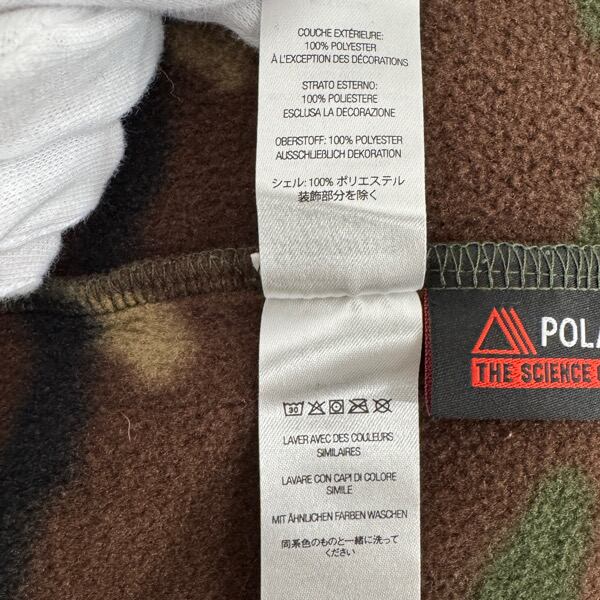 COUCHE EXTÉRIEURE:
100% POLYESTER
À L'EXCEPTION DES DÉCORATIONS
STRATO ESTERNO:
100% POLIESTERE
ESCLUSA LA DECORAZIONE
OBERSTOFF: 100% POLYESTER
AUSSCHLIEẞLICH DEKORATION
シェル: 100% ポリエステル
装飾部分を除く
POLA
THE SCIENCE
30
LAVER AVEC DES COULEURS
SIMILAIRES
LAVARE CON CAPI DI COLORE
SIMILE
MIT ÄHNLICHEN FARBEN WASCHEN
同系色のものと一緒に洗って
ください